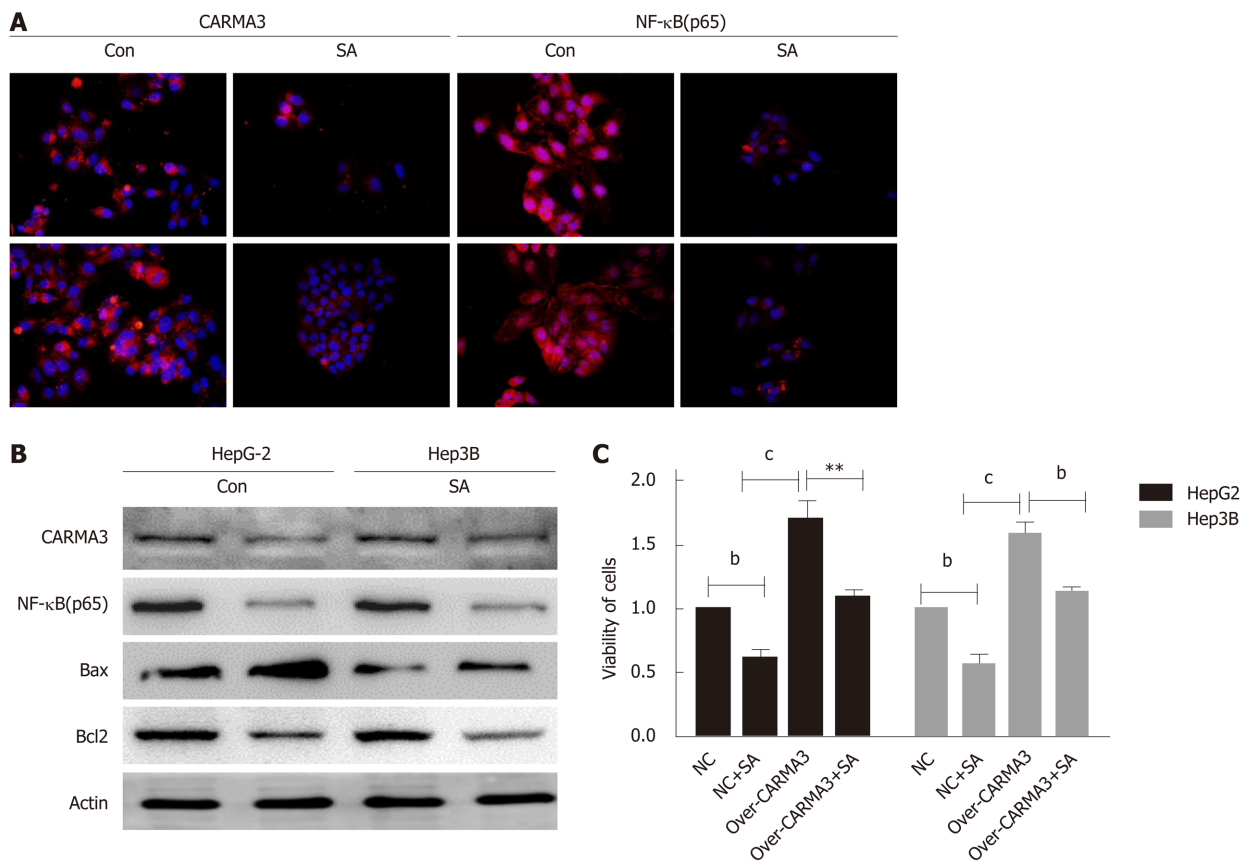 A
CARMA3 NF-κB(p65)
Con SA Con SA
B
HepG-2 Hep3B
Con SA
CARMA3
NF-κB(p65)
Bax
Bcl2
Actin
C
Viability of cells
2.0
1.5
1.0
0.5
0.0
b c **
b c b
NC NC+SA Over-CARMA3 Over-CARMA3+SA NC NC+SA Over-CARMA3 Over-CARMA3+SA
HepG2
Hep3B